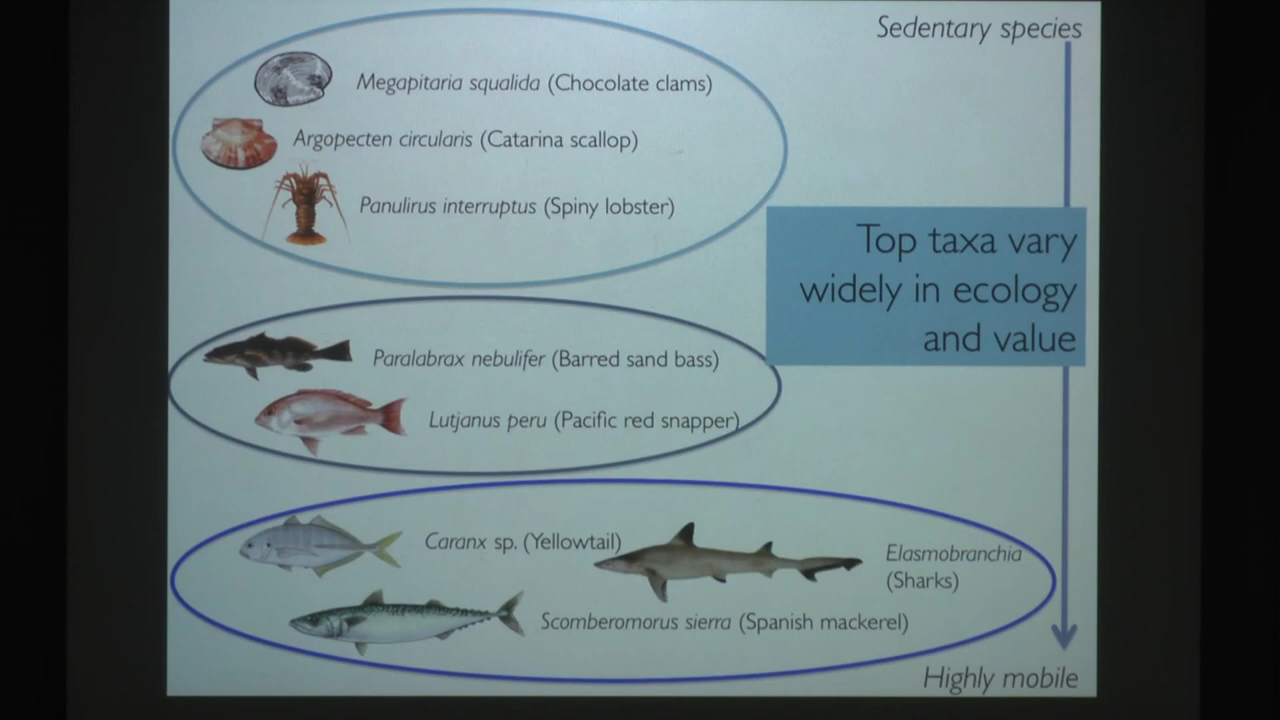 Sedentary species
Megapitaria squalida (Chocolate clams)
Argopecten circularis (Catarina scallop)
Panulirus interruptus (Spiny lobster)
Top taxa vary
widely in ecology
and value
Paralabrax nebulifer (Barred sand bass)
Lutjanus peru (Pacific red snapper)
Caranx sp. (Yellowtail)
Elasmobranchia
(Sharks)
Scomberomorus sierra (Spanish mackerel)
Highly mobile